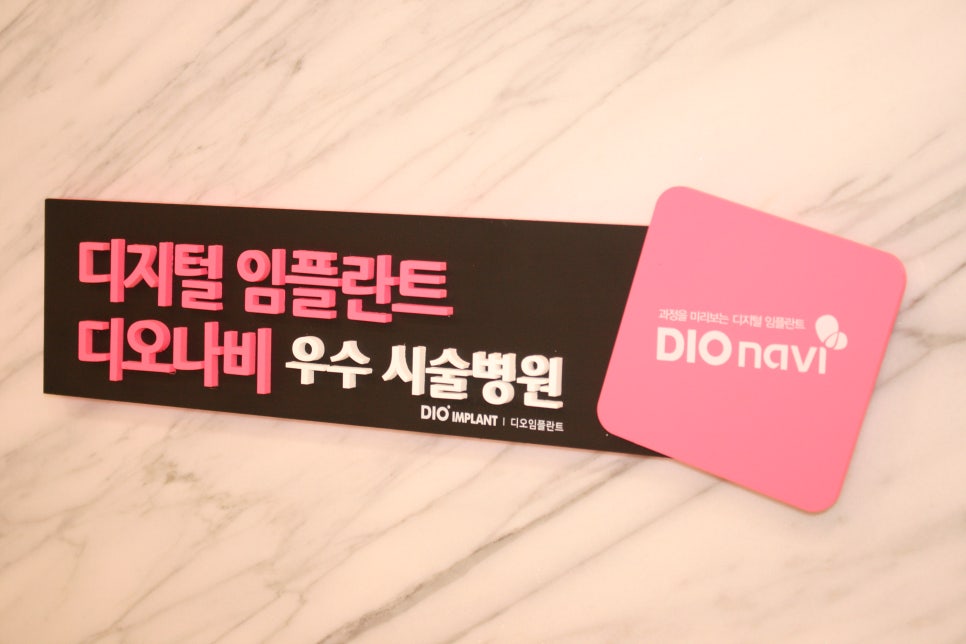 디지털 임플란트
디오나비 우수 시술병원
DIO IMPLANT | 디오임플란트
과정을 미리보는 디지털 임플란트
DIO navi